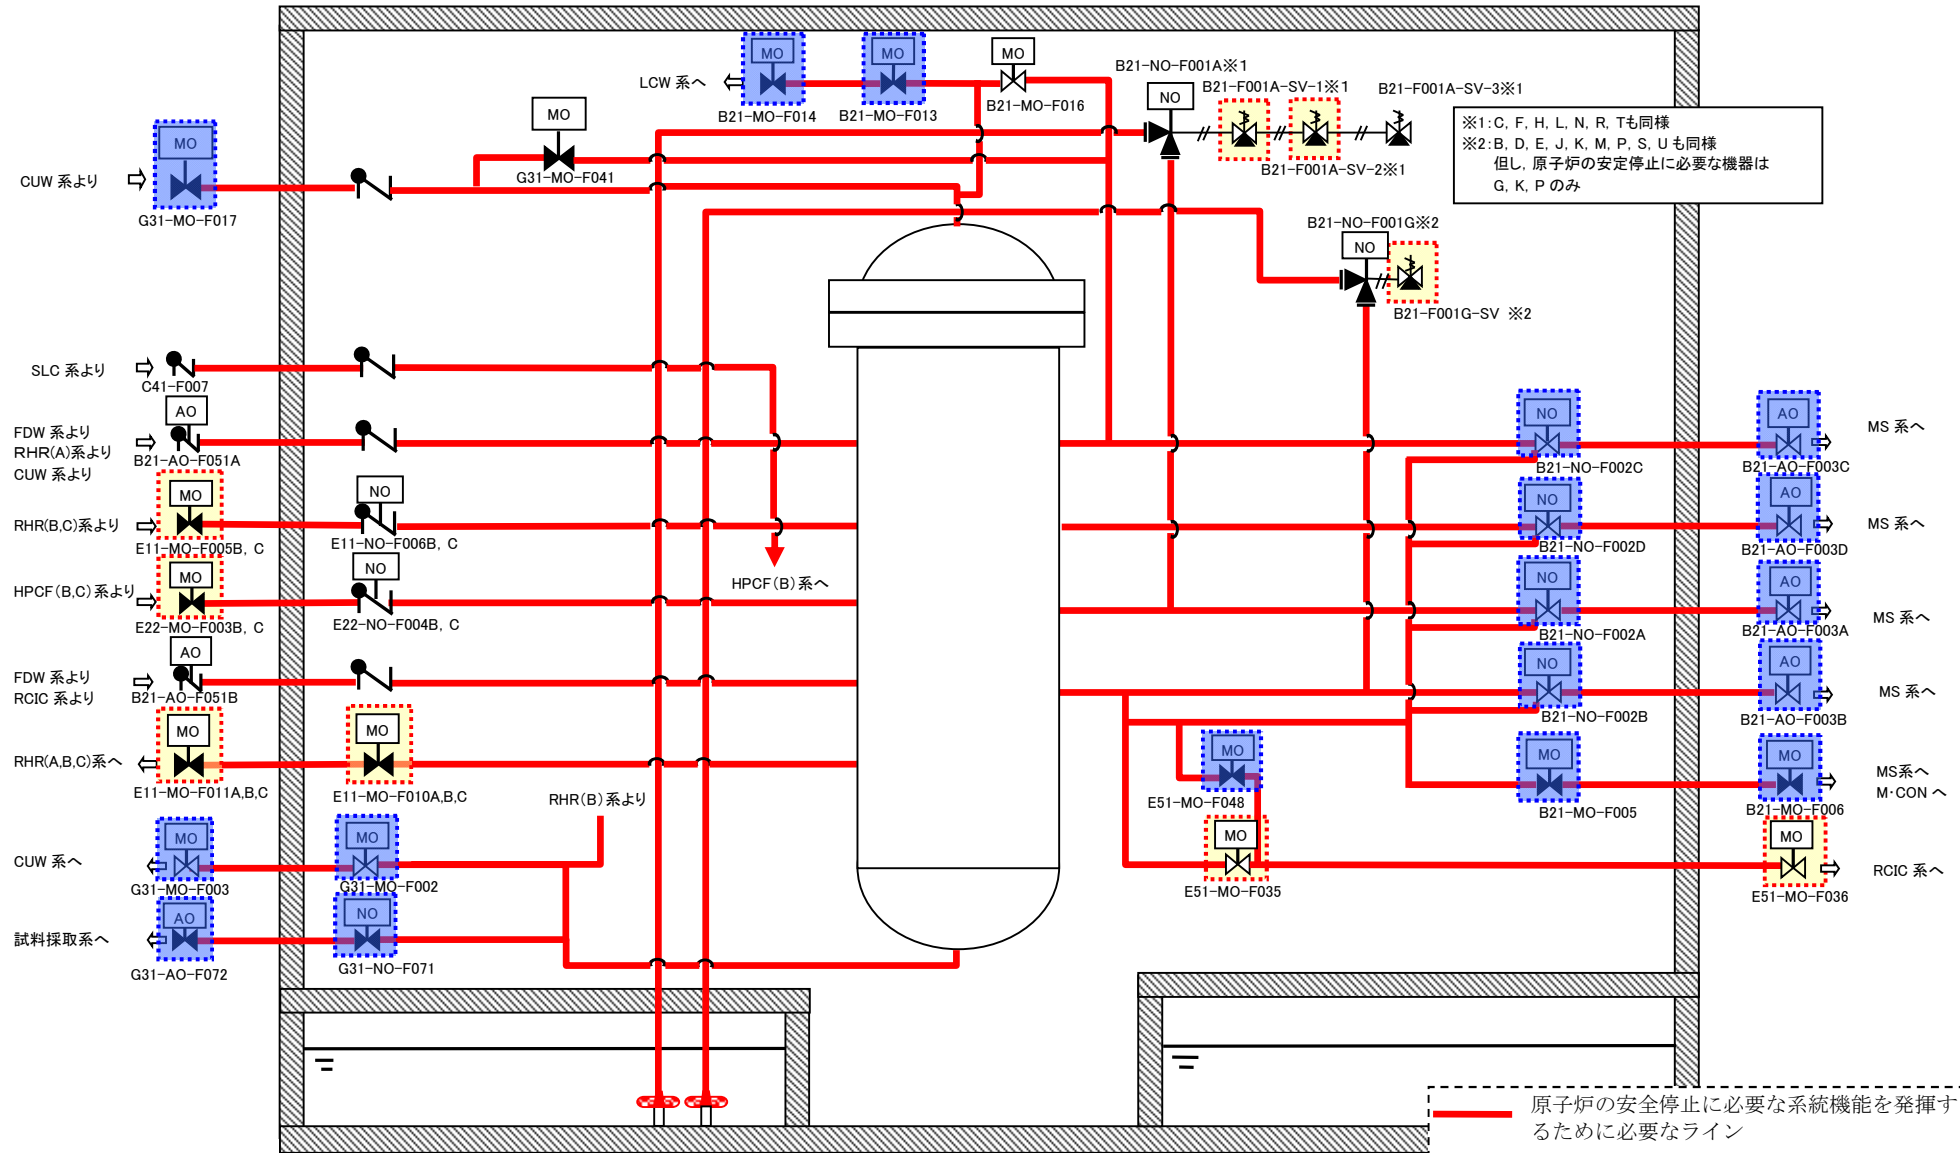 LCW 系へ
MO
B21-MO-F014
MO
B21-MO-F013
MO
B21-MO-F016
B21-NO-F001A※1
NO
B21-F001A-SV-1※1
B21-F001A-SV-2※1
B21-F001A-SV-3※1
※1:C, F, H, L, N, R, Tも同様
※2:B, D, E, J, K, M, P, S, U も同様
但し, 原子炉の安定停止に必要な機器は
G, K, P のみ
CUW 系より
MO
G31-MO-F017
MO
G31-MO-F041
B21-NO-F001G※2
NO
B21-F001G-SV ※2
SLC 系より
C41-F007
FDW 系より
RHR(A)系より
CUW 系より
AO
B21-AO-F051A
RHR(B,C)系より
MO
E11-MO-F005B, C
NO
E11-NO-F006B, C
HPCF(B,C)系より
MO
E22-MO-F003B, C
NO
E22-NO-F004B, C
HPCF(B)系へ
FDW 系より
RCIC 系より
AO
B21-AO-F051B
RHR(A,B,C)系へ
MO
E11-MO-F011A,B,C
MO
E11-MO-F010A,B,C
RHR(B)系より
CUW 系へ
MO
G31-MO-F003
MO
G31-MO-F002
試料採取系へ
AO
G31-AO-F072
NO
G31-NO-F071
NO
B21-NO-F002C
AO
B21-AO-F003C
MS 系へ
NO
B21-NO-F002D
AO
B21-AO-F003D
MS 系へ
NO
B21-NO-F002A
AO
B21-AO-F003A
MS 系へ
NO
B21-NO-F002B
AO
B21-AO-F003B
MS 系へ
MO
E51-MO-F048
MO
B21-MO-F005
MO
B21-MO-F006
MS系へ
M・CON へ
MO
E51-MO-F035
MO
E51-MO-F036
RCIC 系へ
原子炉の安全停止に必要な系統機能を発揮す
るために必要なライン